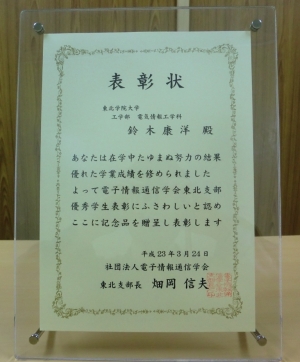 表彰状
東北学院大学
工学部 電気情報工学科
鈴木康洋 殿
あなたは在学中たゆまぬ努力の結果
優れた学業成績を修められました
よって電子情報通信学会東北支部
優秀学生表彰にふさわしいと認め
ここに記念品を贈呈し表彰します
平成23年3月24日
社団法人電子情報通信学会
東北支部長 畑岡 信夫